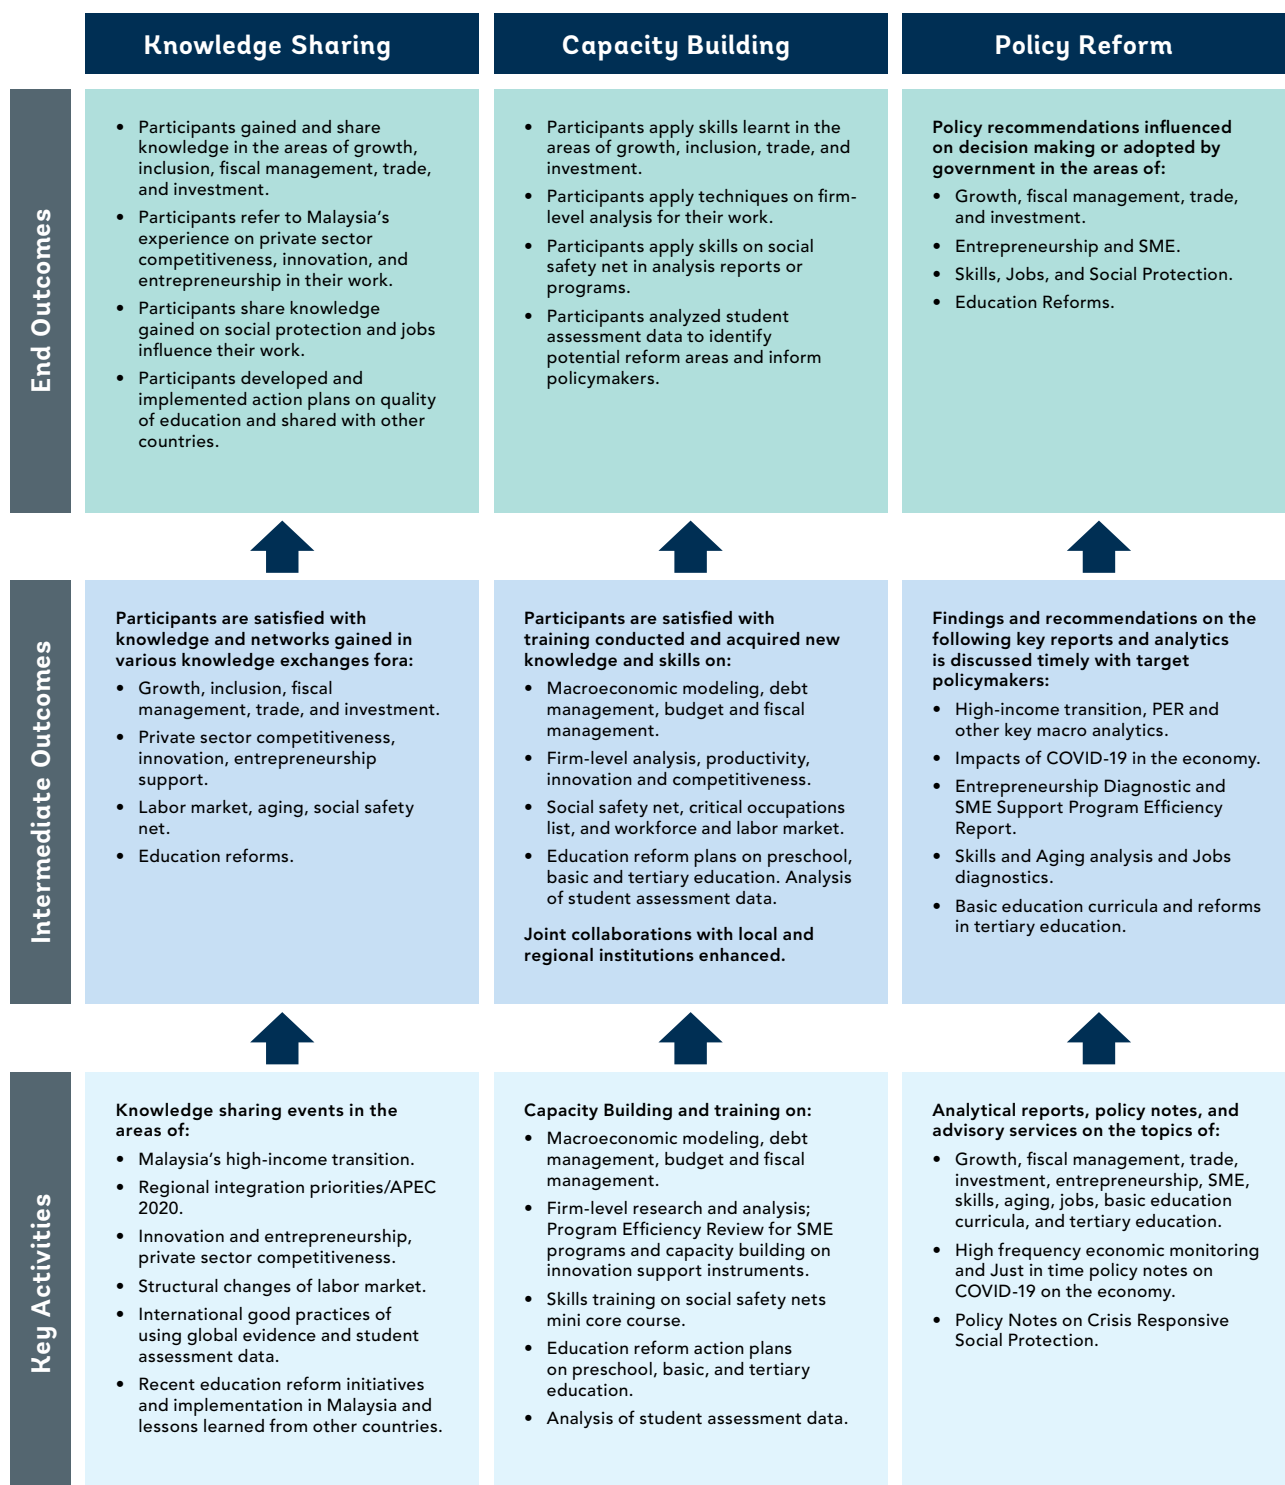 Knowledge Sharing
Capacity Building
Policy Reform
End Outcomes
• Participants gained and share
knowledge in the areas of growth,
inclusion, fiscal management, trade,
and investment.
• Participants refer to Malaysia's
experience on private sector
competitiveness, innovation, and
entrepreneurship in their work.
• Participants share knowledge
gained on social protection and jobs
influence their work.
• Participants developed and
implemented action plans on quality
of education and shared with other
countries.
• Participants apply skills learnt in the
areas of growth, inclusion, trade, and
investment.
• Participants apply techniques on firm-
level analysis for their work.
• Participants apply skills on social
safety net in analysis reports or
programs.
• Participants analyzed student
assessment data to identify
potential reform areas and inform
policymakers.
Policy recommendations influenced
on decision making or adopted by
government in the areas of:
• Growth, fiscal management, trade,
and investment.
• Entrepreneurship and SME.
• Skills, Jobs, and Social Protection.
• Education Reforms.
Intermediate Outcomes
Participants are satisfied with
knowledge and networks gained in
various knowledge exchanges fora:
• Growth, inclusion, fiscal
management, trade, and investment.
• Private sector competitiveness,
innovation, entrepreneurship
support.
• Labor market, aging, social safety
net.
• Education reforms.
Participants are satisfied with
training conducted and acquired new
knowledge and skills on:
• Macroeconomic modeling, debt
management, budget and fiscal
management.
• Firm-level analysis, productivity,
innovation and competitiveness.
• Social safety net, critical occupations
list, and workforce and labor market.
• Education reform plans on preschool,
basic and tertiary education. Analysis
of student assessment data.
Joint collaborations with local and
regional institutions enhanced.
Findings and recommendations on the
following key reports and analytics
is discussed timely with target
policymakers:
• High-income transition, PER and
other key macro analytics.
• Impacts of COVID-19 in the economy.
• Entrepreneurship Diagnostic and
SME Support Program Efficiency
Report.
• Skills and Aging analysis and Jobs
diagnostics.
• Basic education curricula and reforms
in tertiary education.
Key Activities
Knowledge sharing events in the
areas of:
• Malaysia's high-income transition.
• Regional integration priorities/APEC
2020.
• Innovation and entrepreneurship,
private sector competitiveness.
• Structural changes of labor market.
• International good practices of
using global evidence and student
assessment data.
• Recent education reform initiatives
and implementation in Malaysia and
lessons learned from other countries.
Capacity Building and training on:
• Macroeconomic modeling, debt
management, budget and fiscal
management.
• Firm-level research and analysis;
Program Efficiency Review for SME
programs and capacity building on
innovation support instruments.
• Skills training on social safety nets
mini core course.
• Education reform action plans
on preschool, basic, and tertiary
education.
• Analysis of student assessment data.
Analytical reports, policy notes, and
advisory services on the topics of:
• Growth, fiscal management, trade,
investment, entrepreneurship, SME,
skills, aging, jobs, basic education
curricula, and tertiary education.
• High frequency economic monitoring
and Just in time policy notes on
COVID-19 on the economy.
• Policy Notes on Crisis Responsive
Social Protection.